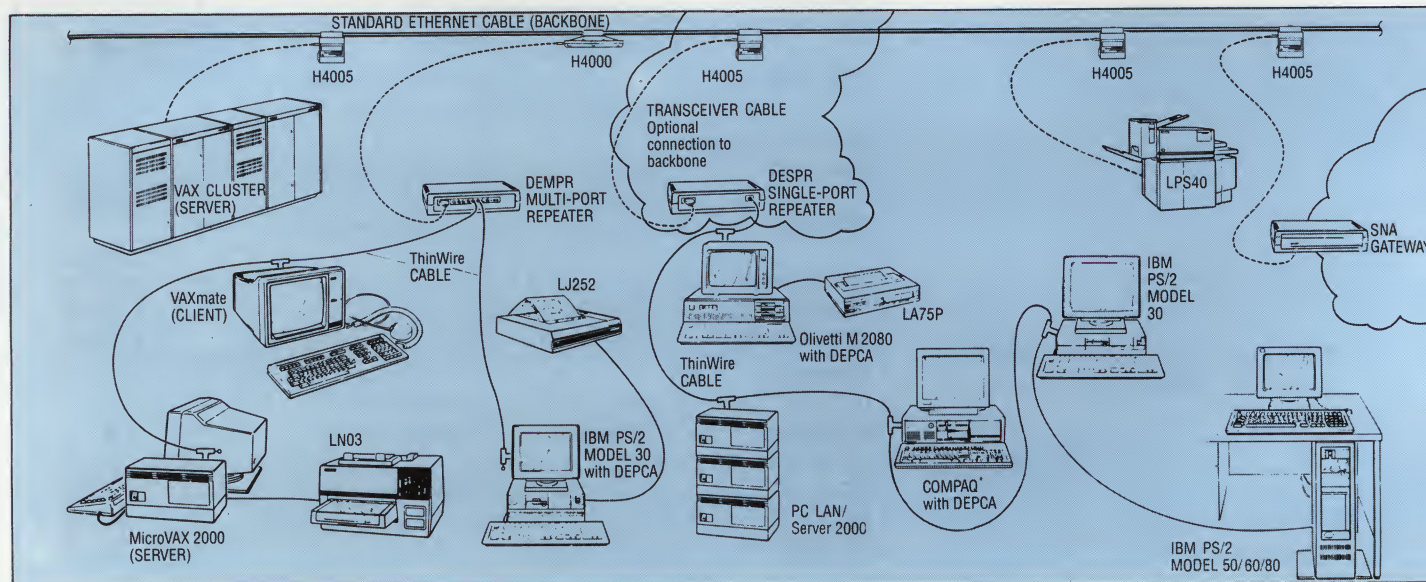 STANDARD ETHERNET CABLE (BACKBONE)
H4005
H4000
H4005
H4005
H4005
TRANSCEIVER CABLE
Optional
connection to
backbone
VAX CLUSTER
(SERVER)
DEMPR
MULTI-PORT
REPEATER
DESPR
SINGLE-PORT
REPEATER
LPS40
SNA
GATEWAY
ThinWire
CABLE
VAXmate
(CLIENT)
LJ252
LA75P
Olivetti M 2080
with DEPCA
IBM
PS/2
MODEL
30
ThinWire
CABLE
LN03
IBM PS/2
MODEL 30
with DEPCA
COMPAQ*
with DEPCA
PC LAN/
Server 2000
MicroVAX 2000
(SERVER)
IBM PS/2
MODEL 50/60/80